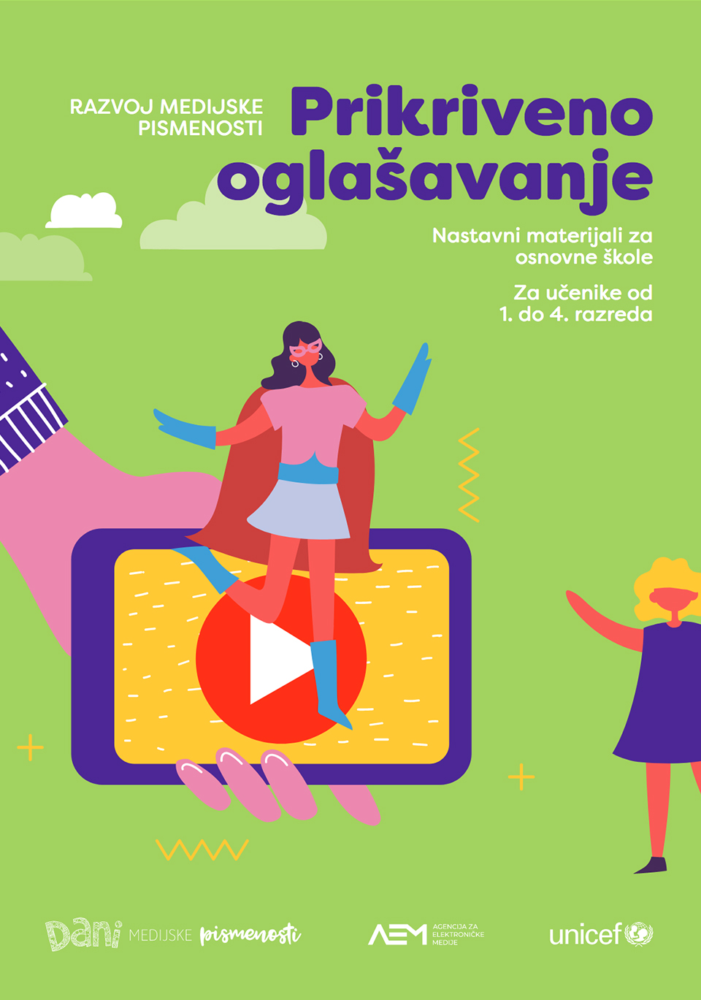 RAZVOJ MEDIJSKE
PISMENOSTI
Prikriveno
oglašavanje
Nastavni materijali za
osnovne škole
Za učenike od
1. do 4. razreda
Dani MEDIJSKE pismenosti
AEM
AGENCIJA ZA
ELEKTRONIČKE
MEDIJE
unicef